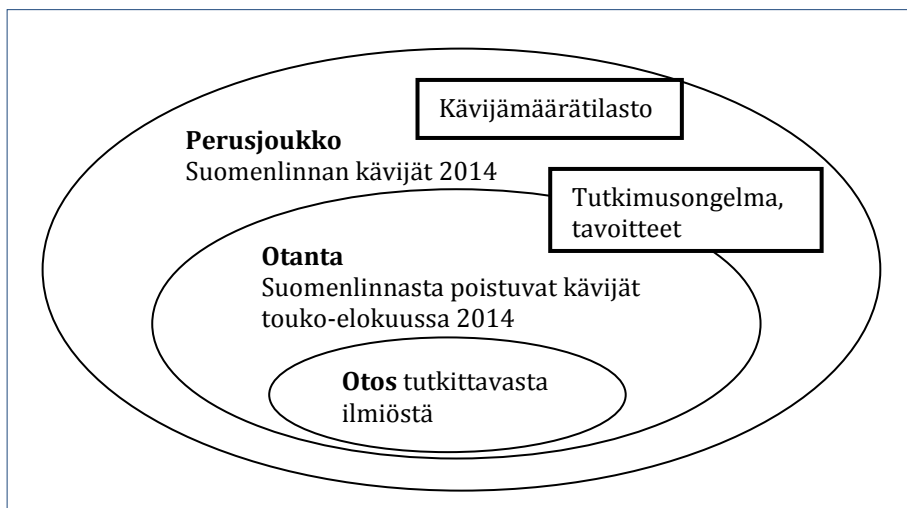 Kävijämäärätilasto
Perusjoukko
Suomenlinnan kävijät 2014
Tutkimusongelma,
tavoitteet
Otanta
Suomenlinnasta poistuvat kävijät
touko-elokuussa 2014
Otos tutkittavasta
ilmiöstä